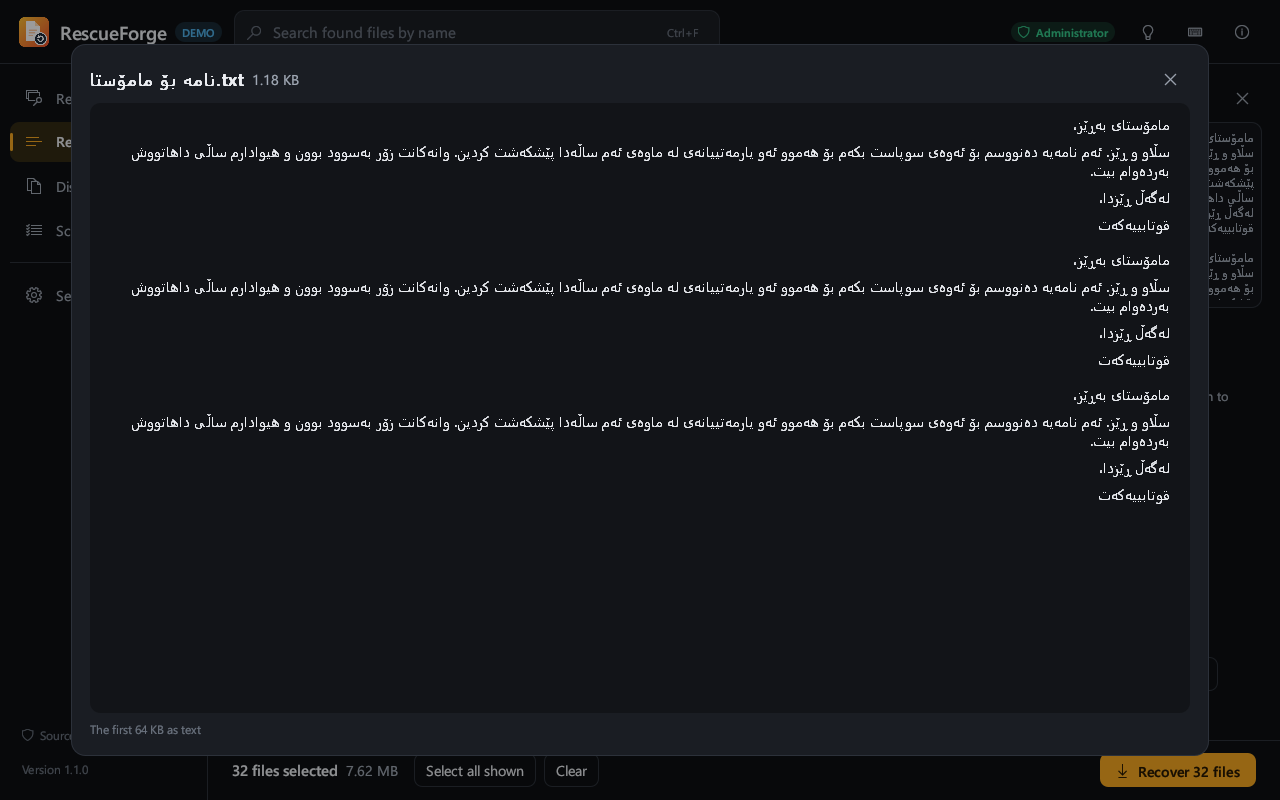 RescueForge DEMO
Search found files by name Ctrl+F
Administrator
نامە بۆ مامۆستا.txt 1.18 KB
مامۆستای بەڕێز،
سڵاو و ڕێز. ئەم نامەیە دەنووسم بۆ ئەوەی سوپاست بکەم بۆ هەموو ئەو یارمەتییانەی لە ماوەی ئەم ساڵەدا پێشکەشت کردین. وانەکانت زۆر بەسوود بوون و هیوادارم ساڵی داهاتووش
بەردەوام بیت.
لەگەڵ ڕێزدا،
قوتابییەکەت
مامۆستای بەڕێز،
سڵاو و ڕێز. ئەم نامەیە دەنووسم بۆ ئەوەی سوپاست بکەم بۆ هەموو ئەو یارمەتییانەی لە ماوەی ئەم ساڵەدا پێشکەشت کردین. وانەکانت زۆر بەسوود بوون و هیوادارم ساڵی داهاتووش
بەردەوام بیت.
لەگەڵ ڕێزدا،
قوتابییەکەت
مامۆستای بەڕێز،
سڵاو و ڕێز. ئەم نامەیە دەنووسم بۆ ئەوەی سوپاست بکەم بۆ هەموو ئەو یارمەتییانەی لە ماوەی ئەم ساڵەدا پێشکەشت کردین. وانەکانت زۆر بەسوود بوون و هیوادارم ساڵی داهاتووش
بەردەوام بیت.
لەگەڵ ڕێزدا،
قوتابییەکەت
The first 64 KB as text
Version 1.1.0
32 files selected 7.62 MB Select all shown Clear Recover 32 files